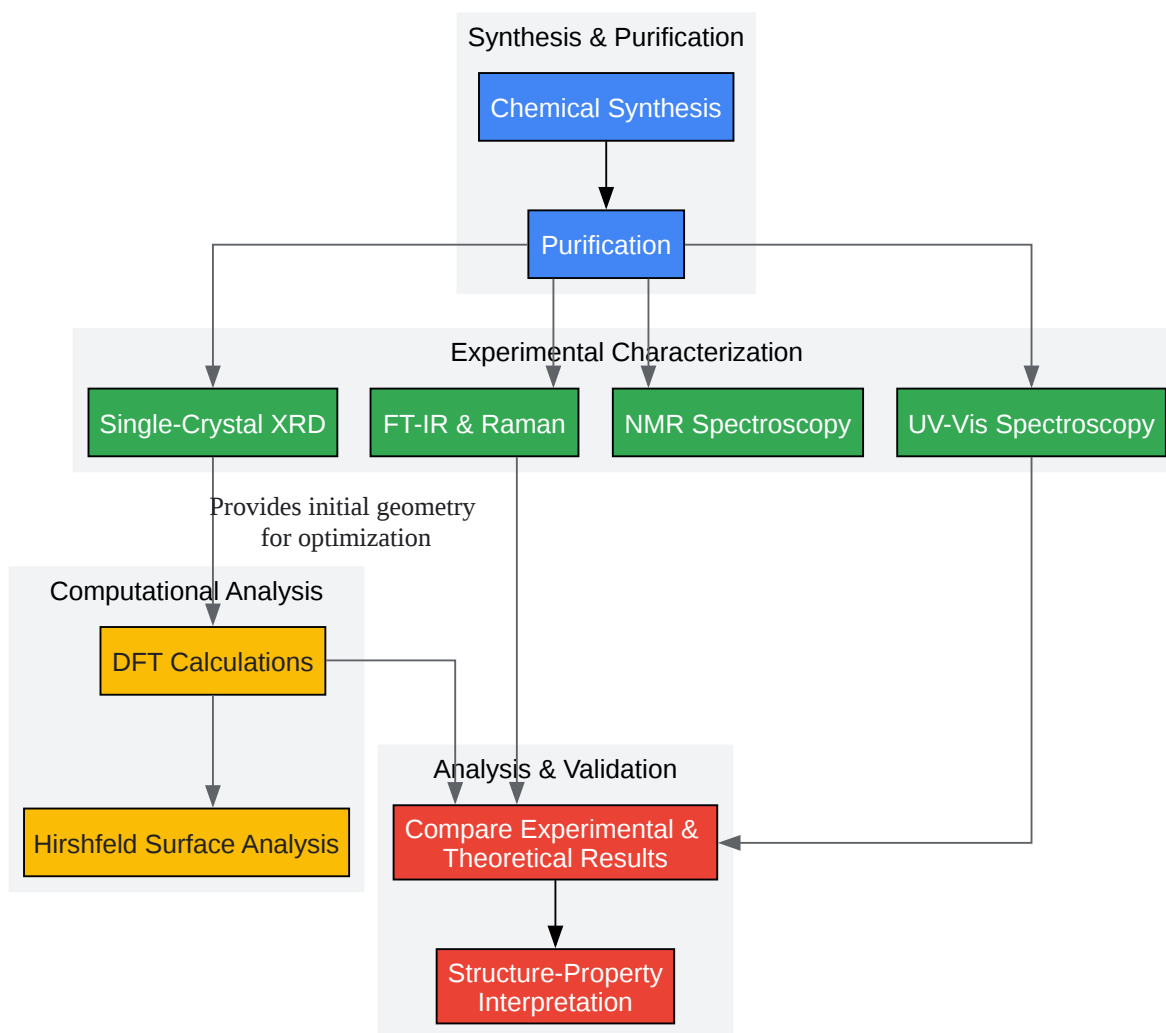 Synthesis & Purification
Chemical Synthesis
Purification
Experimental Characterization
Single-Crystal XRD
FT-IR & Raman
NMR Spectroscopy
UV-Vis Spectroscopy
Provides initial geometry
for optimization
Computational Analysis
DFT Calculations
Hirshfeld Surface Analysis
Analysis & Validation
Compare Experimental &
Theoretical Results
Structure-Property
Interpretation